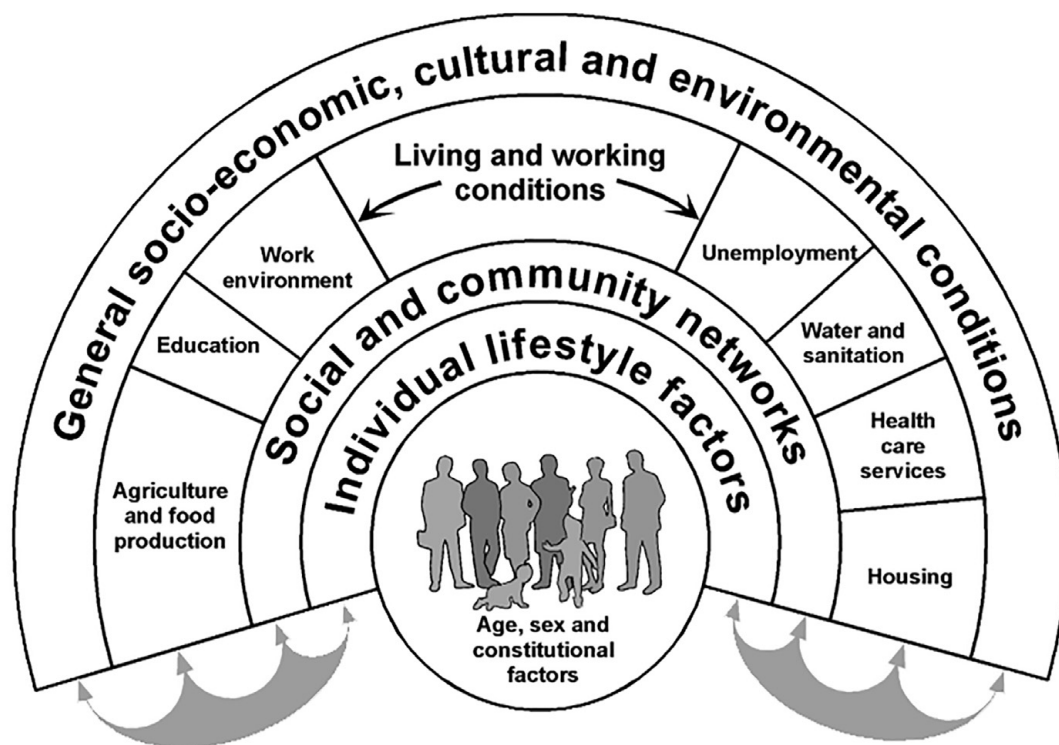 General socio-economic, cultural and environmental conditions
Living and working
conditions
Work
environment
Unemployment
Education
Water and
sanitation
Agriculture
and food
production
Health
care
services
Housing
Social and community networks
Individual lifestyle factors
Age, sex and
constitutional
factors